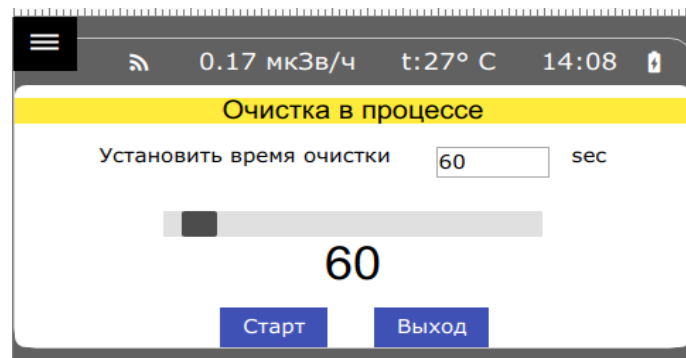 0.17 мкЗв/ч t:27° C 14:08
Очистка в процессе
Установить время очистки 60 sec
60
Старт Выход